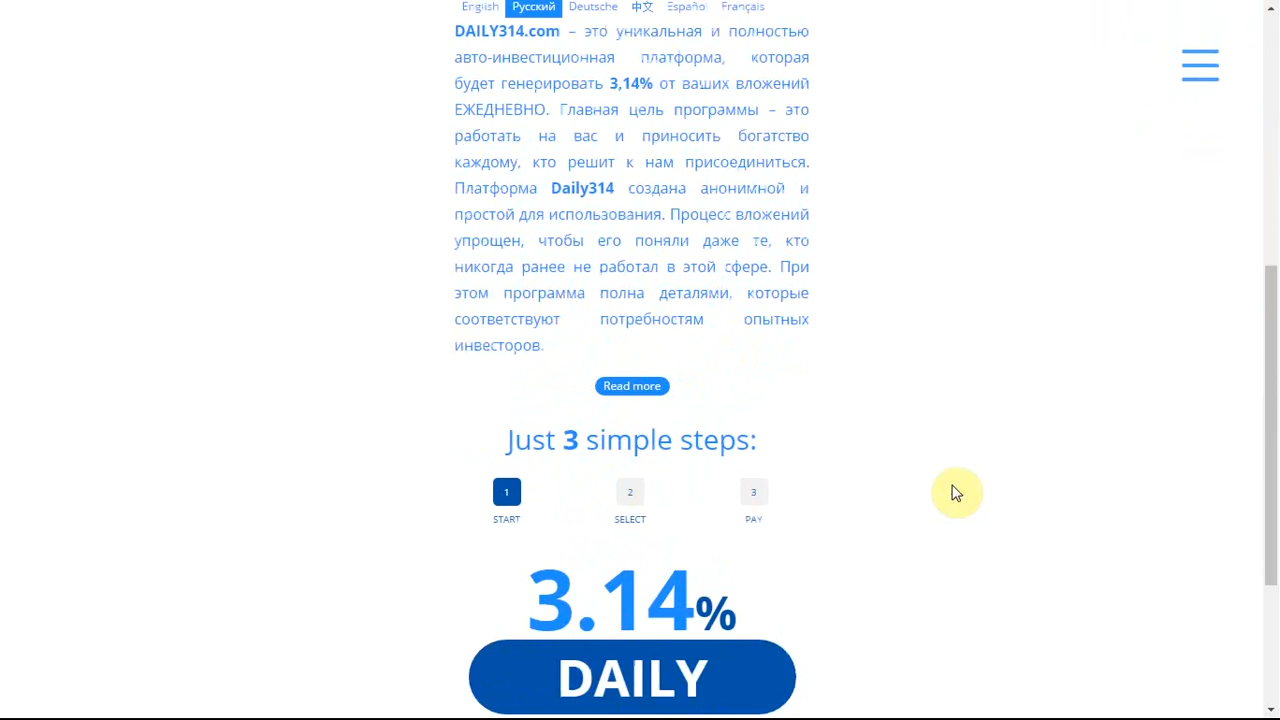 English Русский Deutsche 中文 Español Français
DAILY314.com – это уникальная и полностью
авто-инвестиционная платформа, которая
будет генерировать 3,14% от ваших вложений
ЕЖЕДНЕВНО. Главная цель программы – это
работать на вас и приносить богатство
каждому, кто решит к нам присоединиться.
Платформа Daily314 создана анонимной и
простой для использования. Процесс вложений
упрощен, чтобы его поняли даже те, кто
никогда ранее не работал в этой сфере. При
этом программа полна деталями, которые
соответствуют потребностям опытных
инвесторов.
Read more
Just 3 simple steps:
1 2 3
START SELECT PAY
3.14%
DAILY